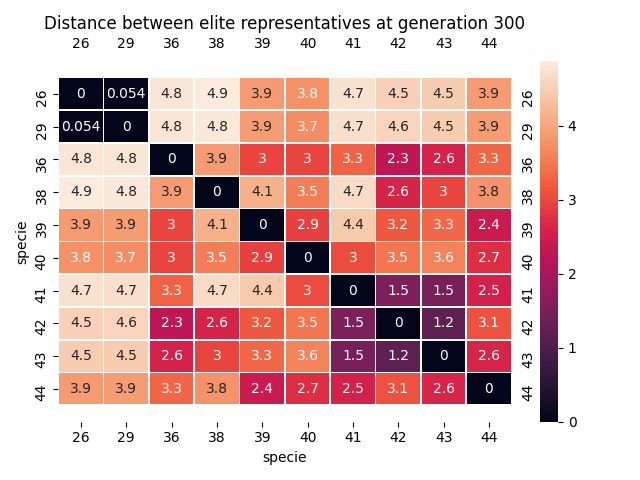 Distance between elite representatives at generation 300
26 29 36 38 39 40 41 42 43 44
26 0 0.054 4.8 4.9 3.9 3.8 4.7 4.5 4.5 3.9 26
29 0.054 0 4.8 4.8 3.9 3.7 4.7 4.6 4.5 3.9 29
36 4.8 4.8 0 3.9 3 3 3.3 2.3 2.6 3.3 36
38 4.9 4.8 3.9 0 4.1 3.5 4.7 2.6 3 3.8 38
39 3.9 3.9 3 4.1 0 2.9 4.4 3.2 3.3 2.4 39
40 3.8 3.7 3 3.5 2.9 0 3 3.5 3.6 2.7 40
41 4.7 4.7 3.3 4.7 4.4 3 0 1.5 1.5 2.5 41
42 4.5 4.6 2.3 2.6 3.2 3.5 1.5 0 1.2 3.1 42
43 4.5 4.5 2.6 3 3.3 3.6 1.5 1.2 0 2.6 43
44 3.9 3.9 3.3 3.8 2.4 2.7 2.5 3.1 2.6 0 44
26 29 36 38 39 40 41 42 43 44
specie
specie
4
3
2
1
0